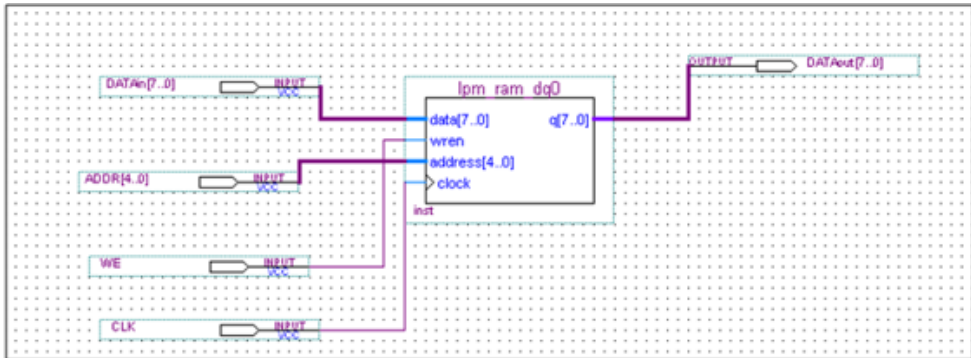 DATAin[7..0] INPUT
VCC
OUTPUT DATAout[7..0]
lpm_ram_dq0
data[7..0] q[7..0]
wren
address[4..0]
clock
inst
ADDR[4..0] INPUT
VCC
WE INPUT
VCC
CLK INPUT
VCC